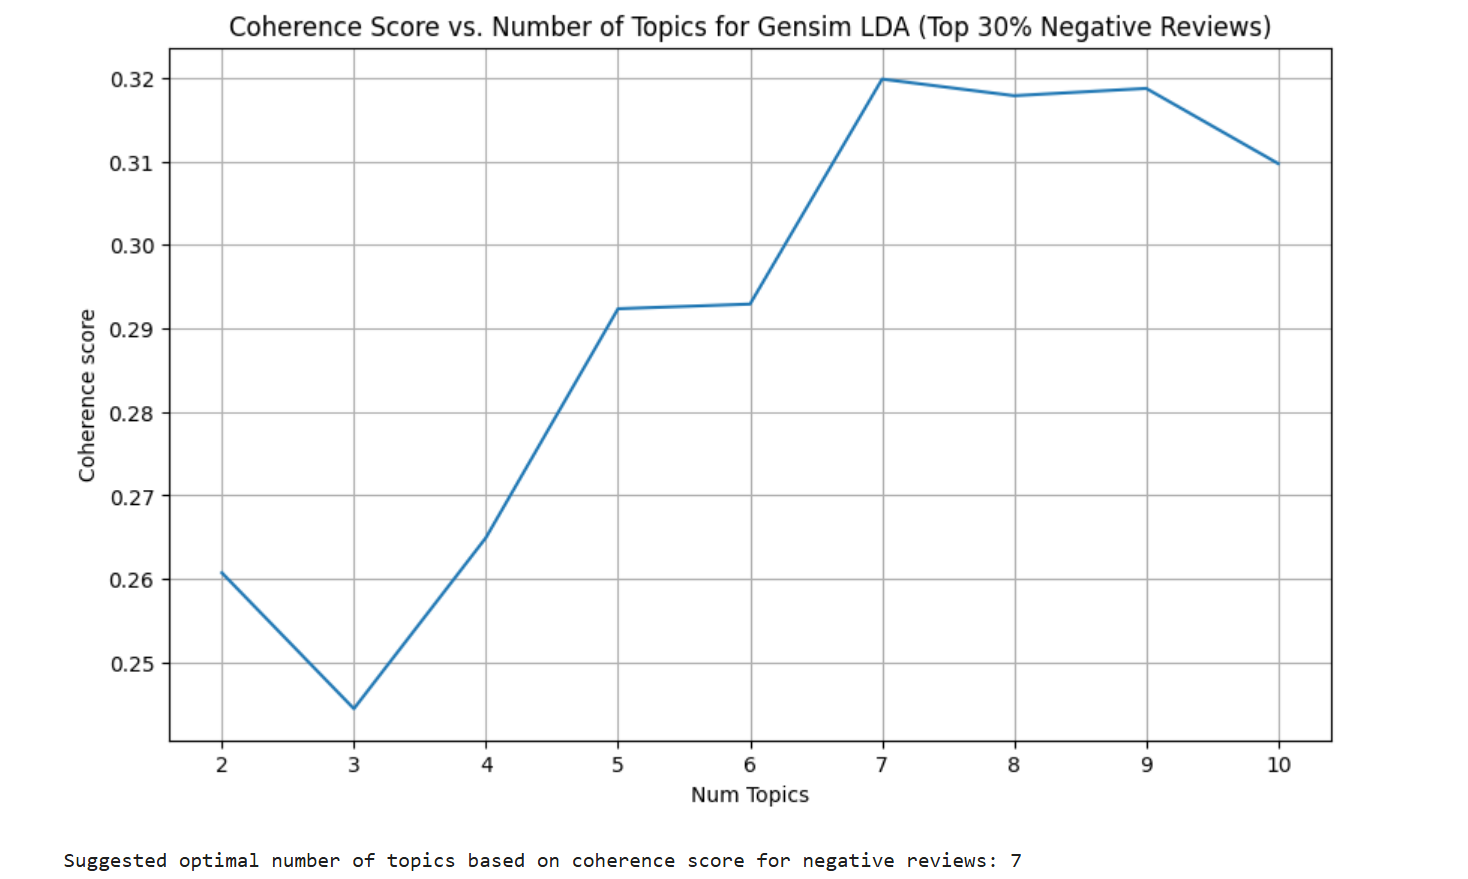 Coherence Score vs. Number of Topics for Gensim LDA (Top 30% Negative Reviews)
0.32
0.31
0.30
0.29
0.28
0.27
0.26
0.25
Coherence score
2 3 4 5 6 7 8 9 10
Num Topics
Suggested optimal number of topics based on coherence score for negative reviews: 7